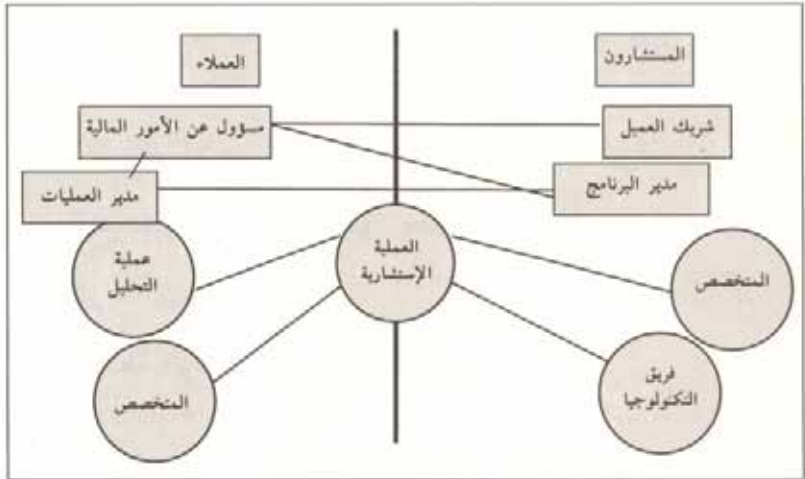 المستشارون
العملاء
شريك العميل
مسؤول عن الأمور المالية
مدير البرنامج
مدير العمليات
العملية
الإستشارية
المتخصص
عملية
التحليل
فريق
التكنولوجيا
المتخصص